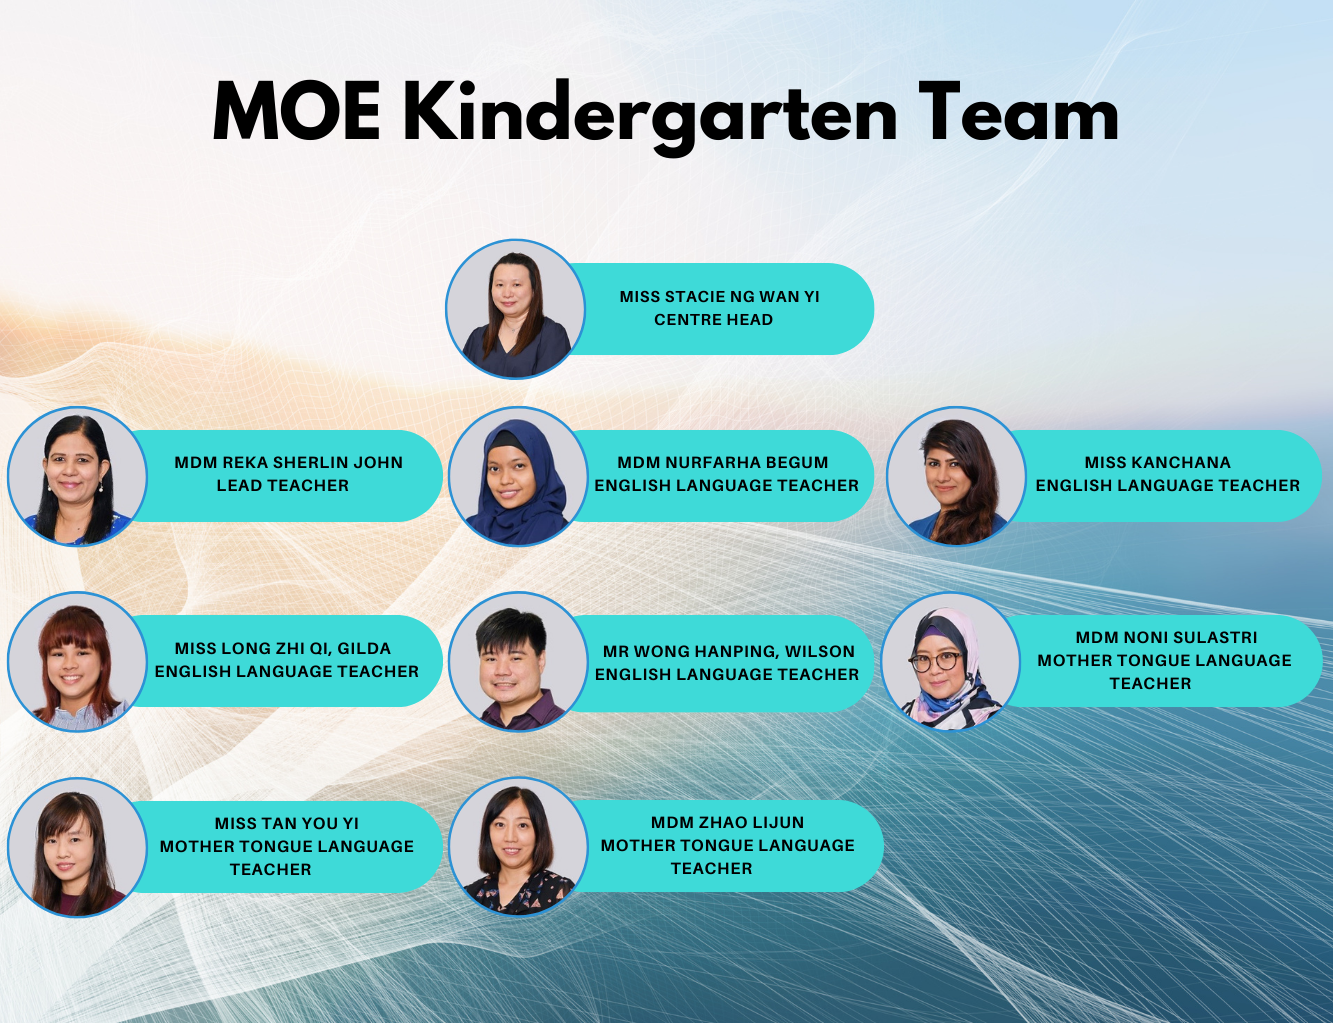 MOE Kindergarten Team
MISS STACIE NG WAN YI
CENTRE HEAD
MDM REKA SHERLIN JOHN
LEAD TEACHER
MDM NURFARHA BEGUM
ENGLISH LANGUAGE TEACHER
MISS KANCHANA
ENGLISH LANGUAGE TEACHER
MISS LONG ZHI QI, GILDA
ENGLISH LANGUAGE TEACHER
MR WONG HANPING, WILSON
ENGLISH LANGUAGE TEACHER
MDM NONI SULASTRI
MOTHER TONGUE LANGUAGE
TEACHER
MISS TAN YOU YI
MOTHER TONGUE LANGUAGE
TEACHER
MDM ZHAO LIJUN
MOTHER TONGUE LANGUAGE
TEACHER